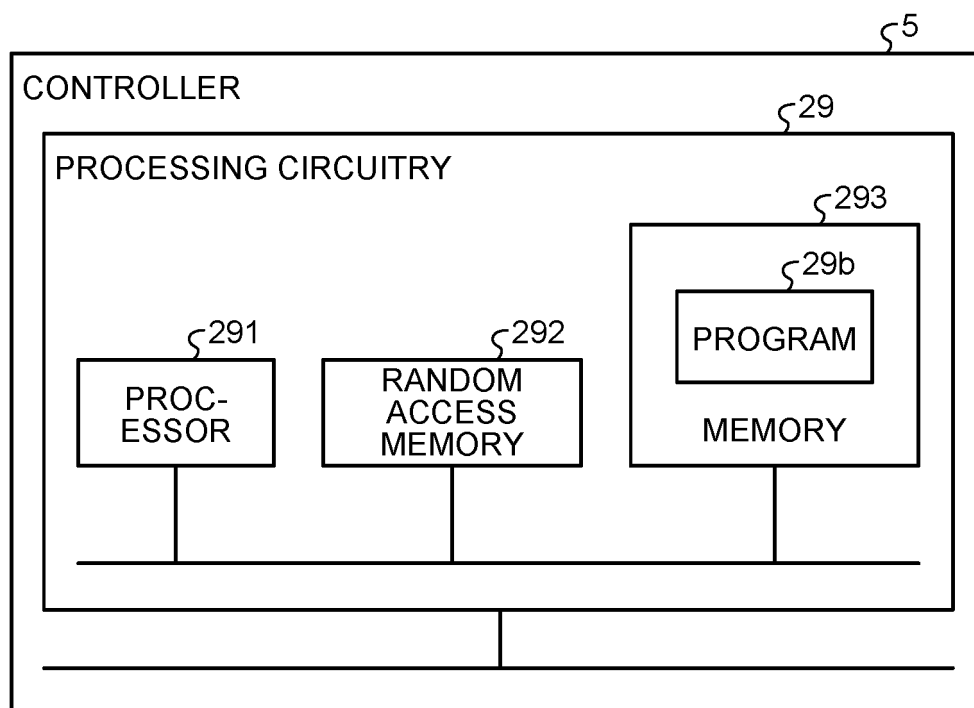 5
CONTROLLER
29
PROCESSING CIRCUITRY
293
29b
PROGRAM
MEMORY
291
PROC-
ESSOR
292
RANDOM
ACCESS
MEMORY